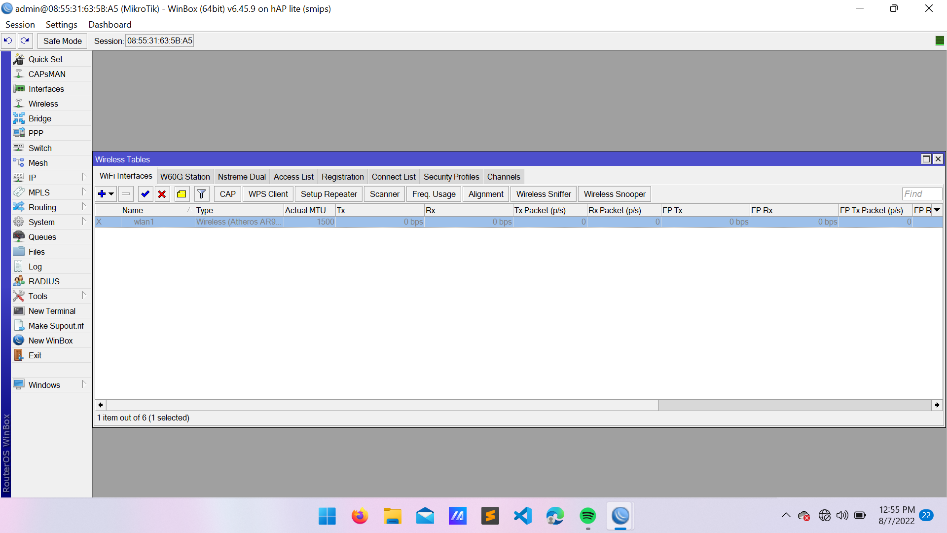 admin@08:55:31:63:5B:A5 (MikroTik) - WinBox (64bit) v6.45.9 on hAP lite (smips)
Session Settings Dashboard
Safe Mode Session: 08:55:31:63:5B:A5
Quick Set
CAPsMAN
Interfaces
Wireless
Bridge
PPP
Switch
Mesh
IP
MPLS
Routing
System
Queues
Files
Log
RADIUS
Tools
New Terminal
Make Supout.rif
New WinBox
Exit
Windows
RouterOS WinBox
Wireless Tables
WiFi Interfaces W60G Station Nstreme Dual Access List Registration Connect List Security Profiles Channels
CAP WPS Client Setup Repeater Scanner Freq. Usage Alignment Wireless Sniffer Wireless Snooper Find
Name Type Actual MTU Tx Rx Tx Packet (p/s) Rx Packet (p/s) FP Tx FP Rx FP Tx Packet (p/s) FP R
X wlan1 Wireless (Atheros AR9... 1500 0 bps 0 bps 0 0 0 bps 0 bps 0
1 item out of 6 (1 selected)
12:55 PM
8/7/2022 22